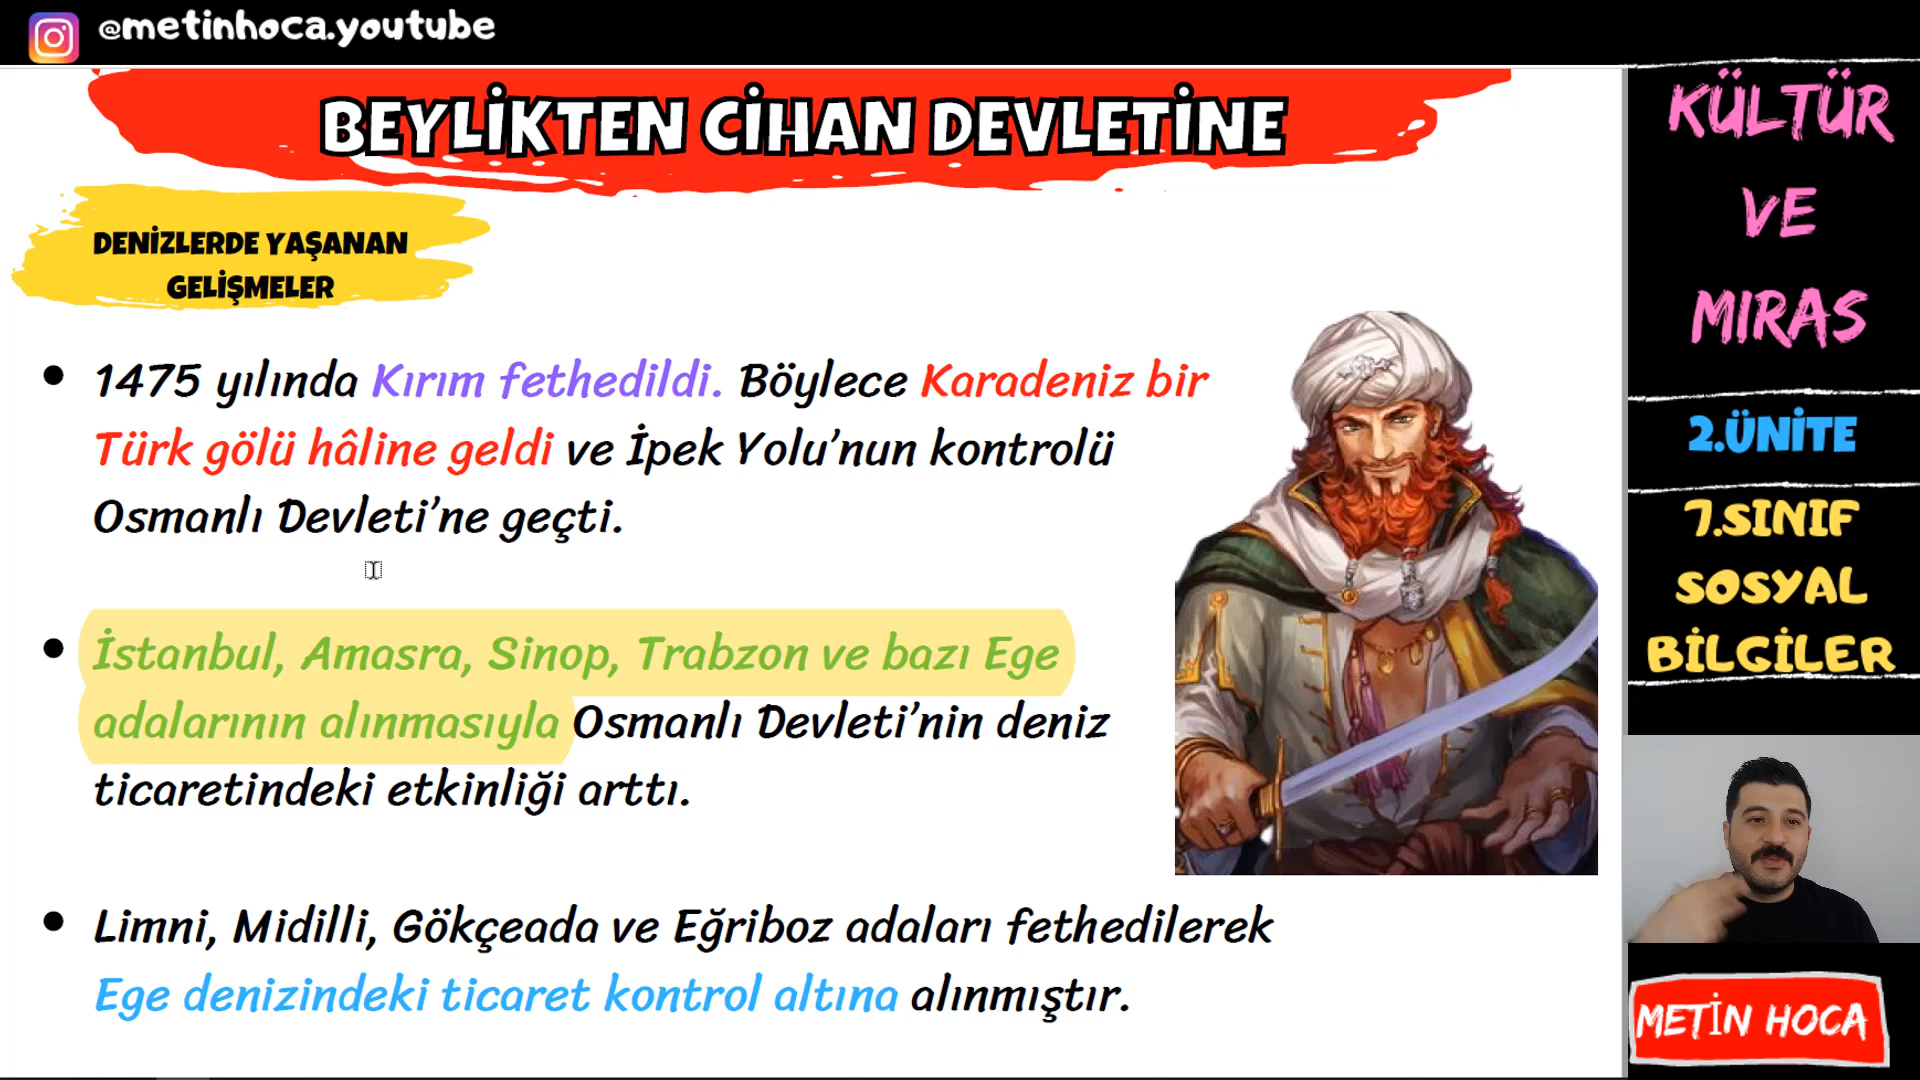 @metinhoca.youtube
BEYLİKTEN CİHAN DEVLETİNE
DENİZLERDE YAŞANAN
GELİŞMELER
• 1475 yılında Kırım fethedildi. Böylece Karadeniz bir
Türk gölü hâline geldi ve İpek Yolu’nun kontrolü
Osmanlı Devleti’ne geçti.
• İstanbul, Amasra, Sinop, Trabzon ve bazı Ege
adalarının alınmasıyla Osmanlı Devleti’nin deniz
ticaretindeki etkinliği arttı.
• Limni, Midilli, Gökçeada ve Eğriboz adaları fethedilerek
Ege denizindeki ticaret kontrol altına alınmıştır.
KÜLTÜR
VE
MIRAS
2.ÜNİTE
7.SINIF
SOSYAL
BİLGİLER
METİN HOCA